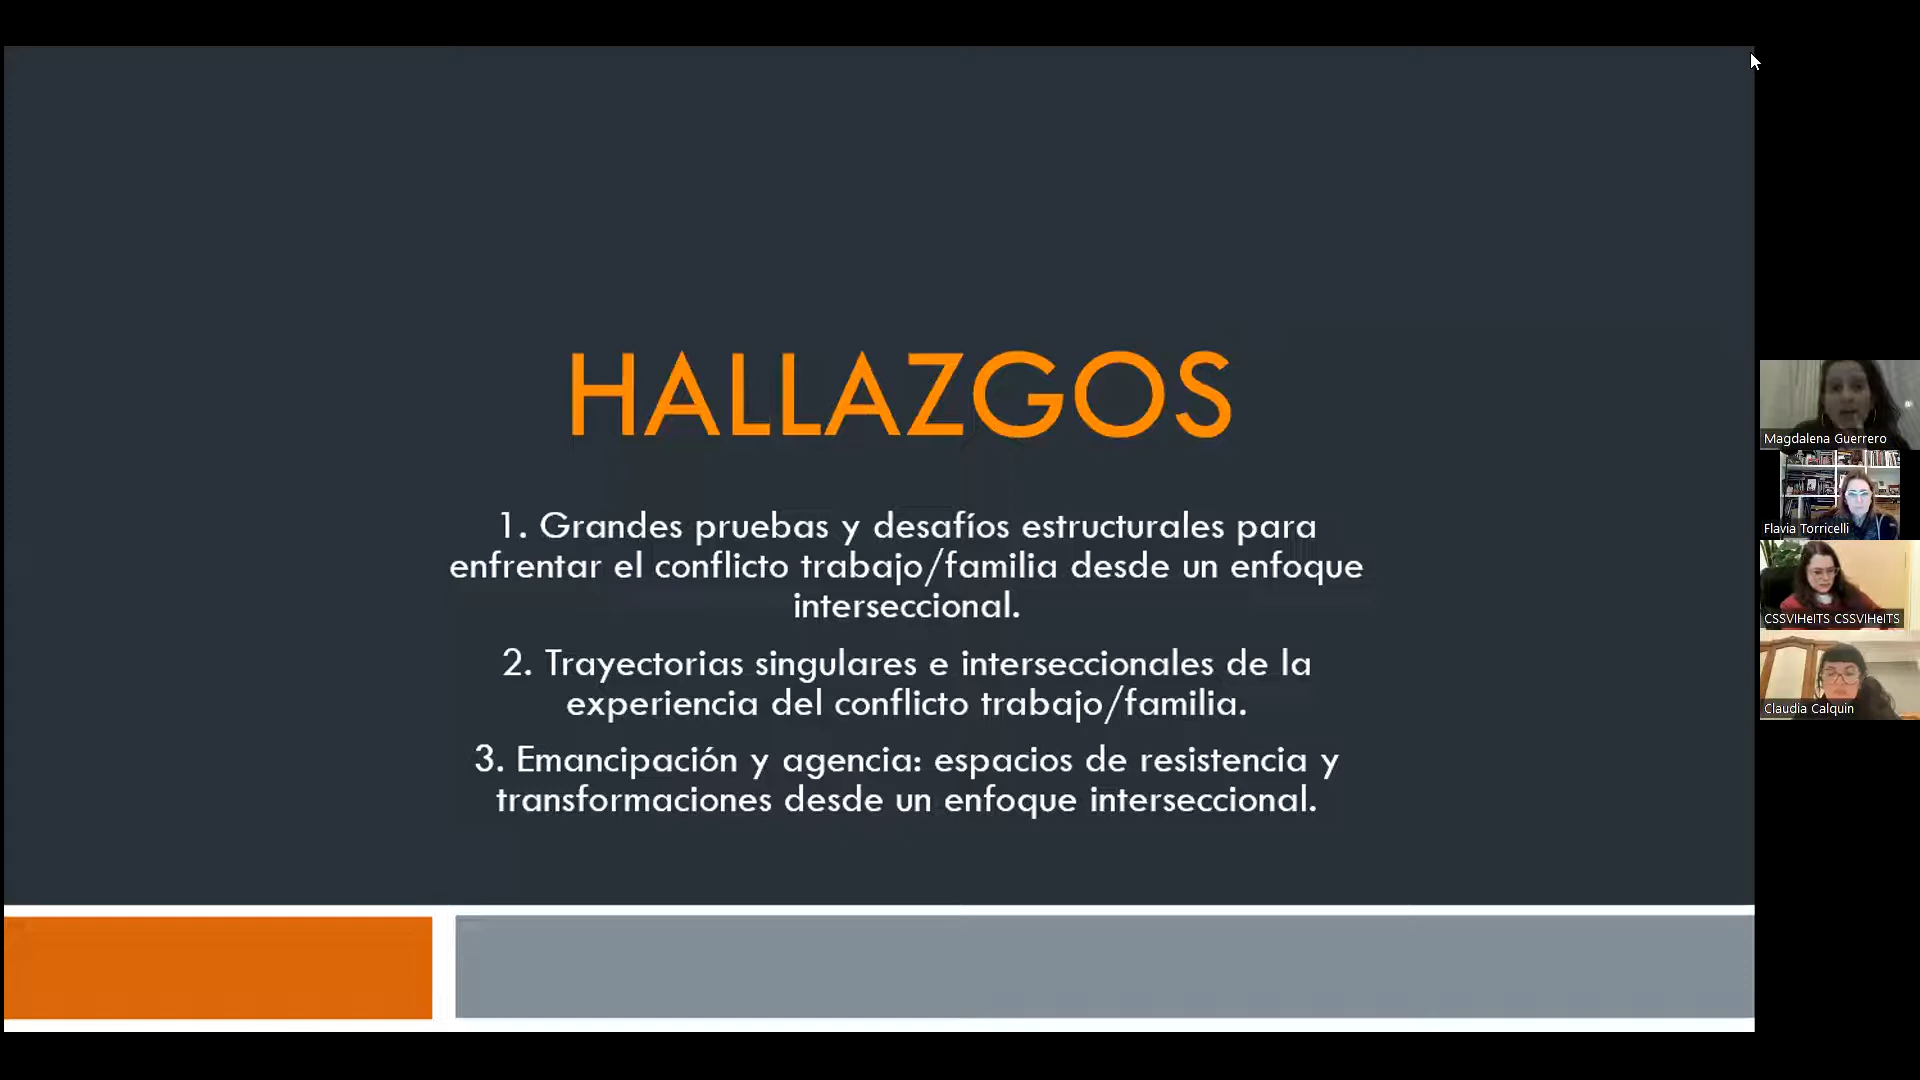 HALLAZGOS
1. Grandes pruebas y desafíos estructurales para
enfrentar el conflicto trabajo/familia desde un enfoque
interseccional.
2. Trayectorias singulares e interseccionales de la
experiencia del conflicto trabajo/familia.
3. Emancipación y agencia: espacios de resistencia y
transformaciones desde un enfoque interseccional.
Magdalena Guerrero
Flavia Torricelli
CSSVIHeITS CSSVIHeITS
Claudia Calquin